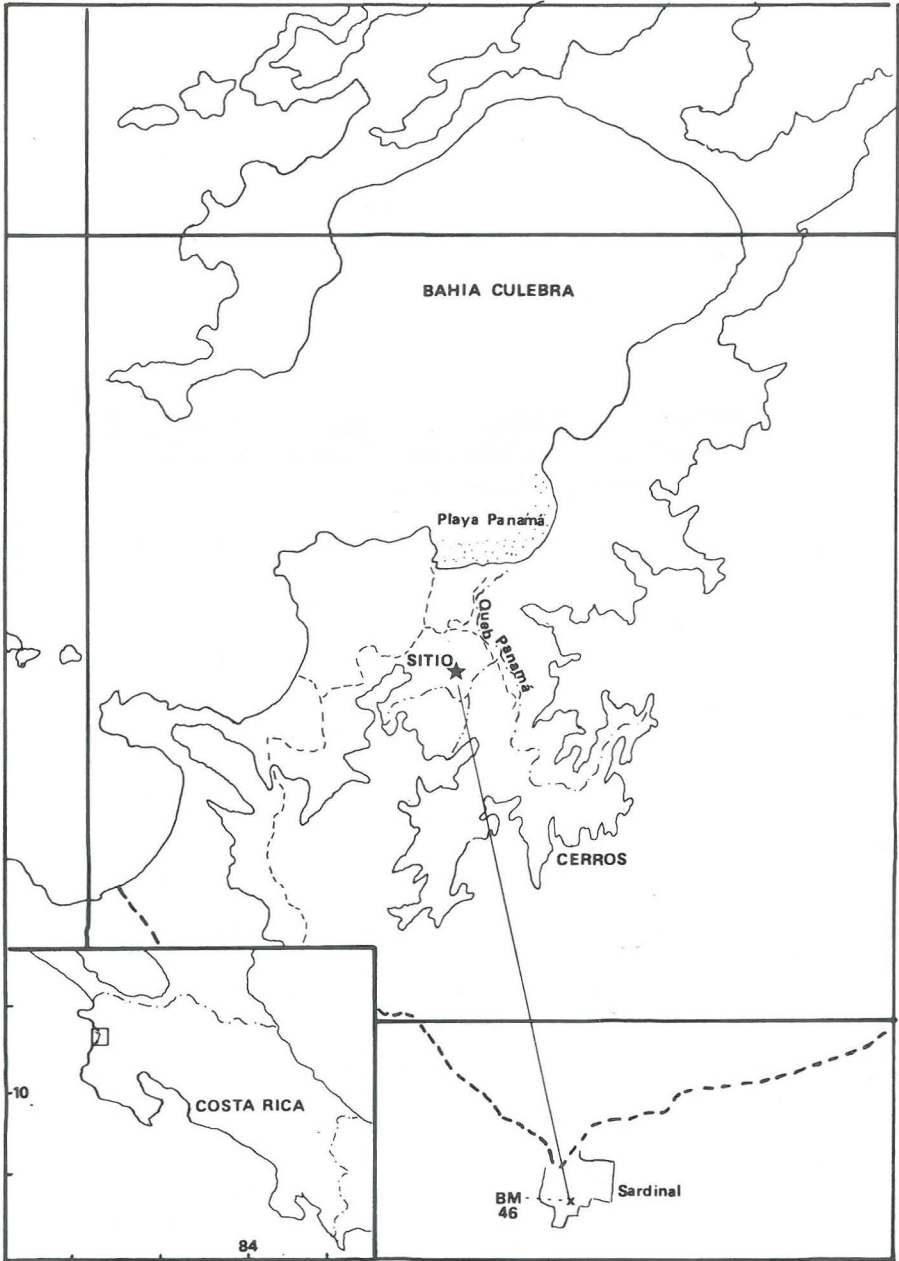 BAHIA CULEBRA
Playa Panamá
Queb Panamá
SITIO
CERROS
10
COSTA RICA
84
BM
46
Sardinal